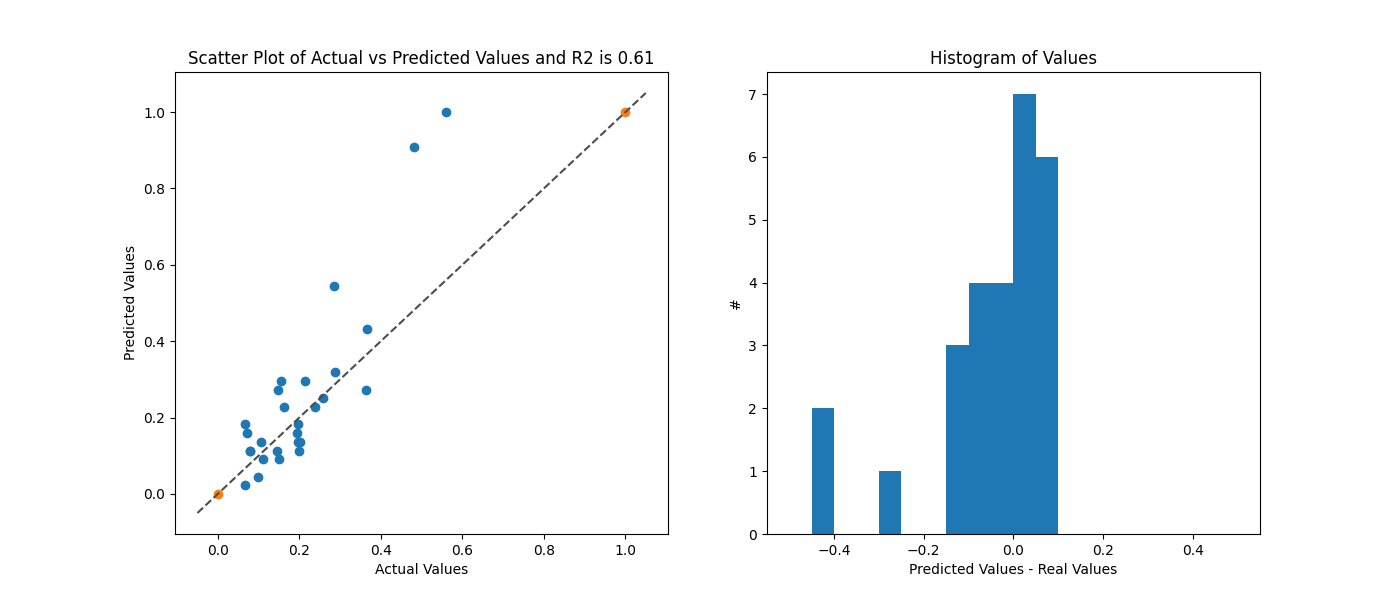 Scatter Plot of Actual vs Predicted Values and R2 is 0.61
1.0
0.8
0.6
0.4
0.2
0.0
Predicted Values
0.0 0.2 0.4 0.6 0.8 1.0
Actual Values
Histogram of Values
7
6
5
4
3
2
1
0
#
−0.4 −0.2 0.0 0.2 0.4
Predicted Values - Real Values